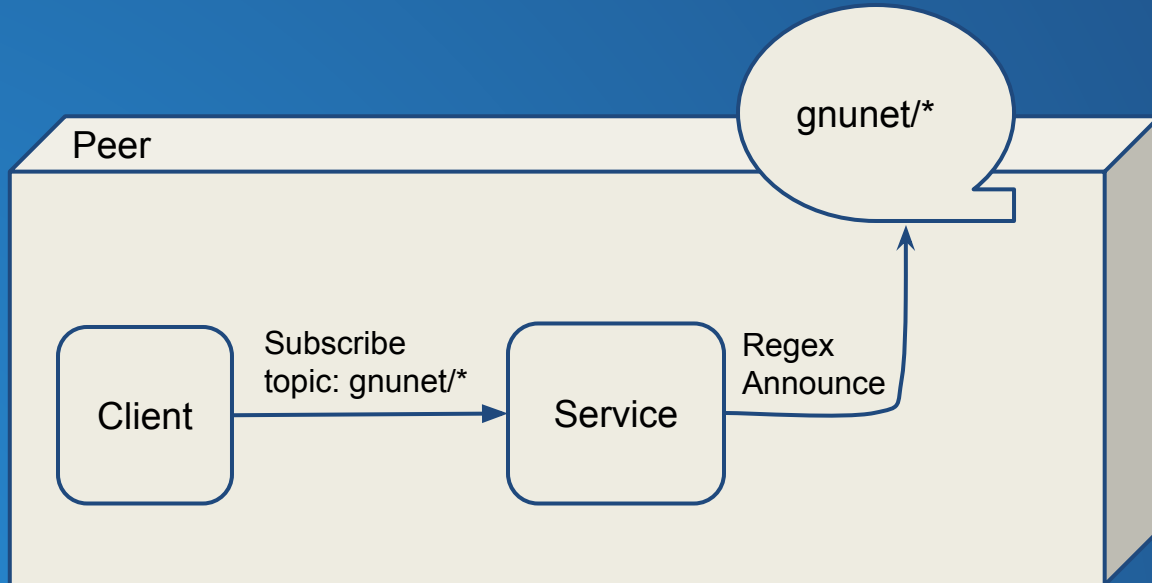 gnunet/*
Peer
Subscribe
topic: gnunet/*
Regex
Announce
Client
Service